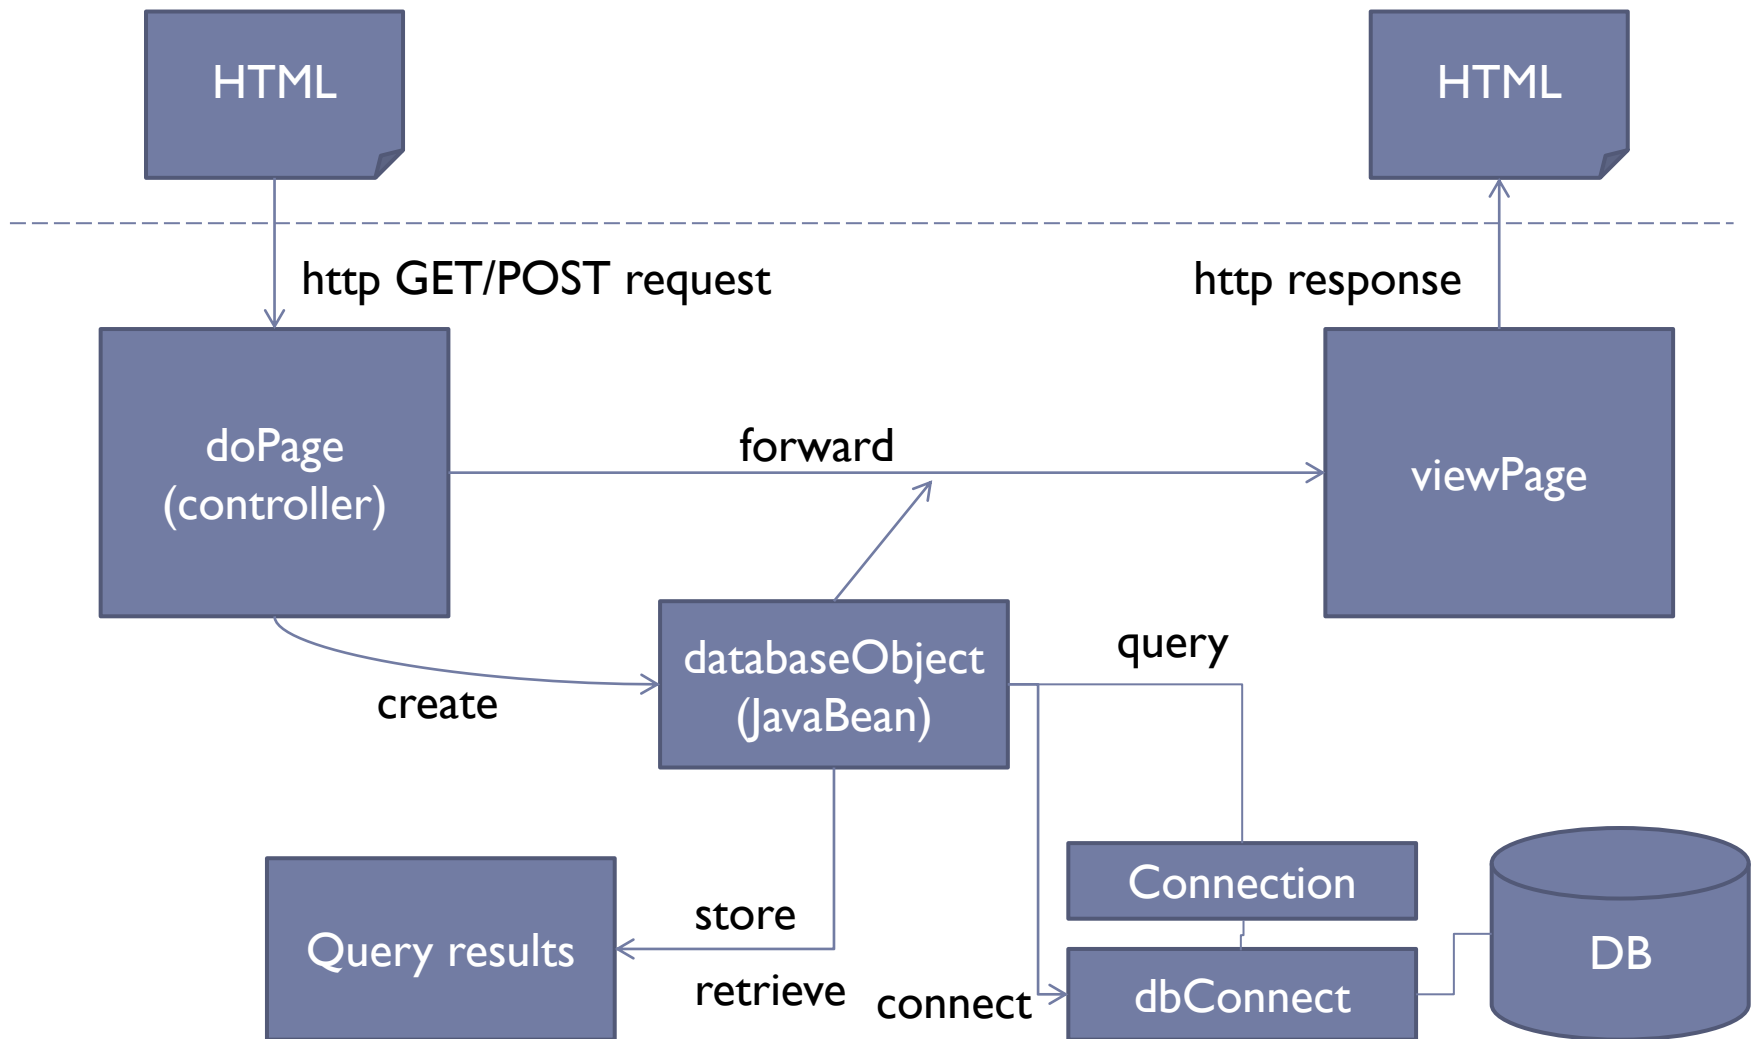 HTML
HTML
http GET/POST request
http response
doPage
(controller)
forward
viewPage
databaseObject
(JavaBean)
query
create
Connection
store
Query results
DB
retrieve
connect
dbConnect